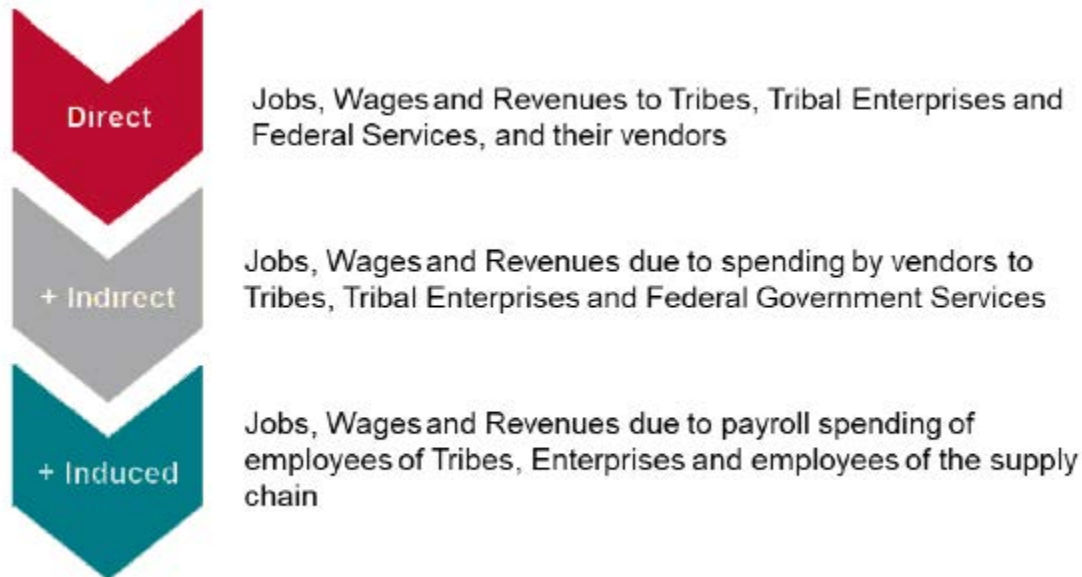 Direct
Jobs, Wages and Revenues to Tribes, Tribal Enterprises and
Federal Services, and their vendors
+ Indirect
Jobs, Wages and Revenues due to spending by vendors to
Tribes, Tribal Enterprises and Federal Government Services
+ Induced
Jobs, Wages and Revenues due to payroll spending of
employees of Tribes, Enterprises and employees of the supply
chain